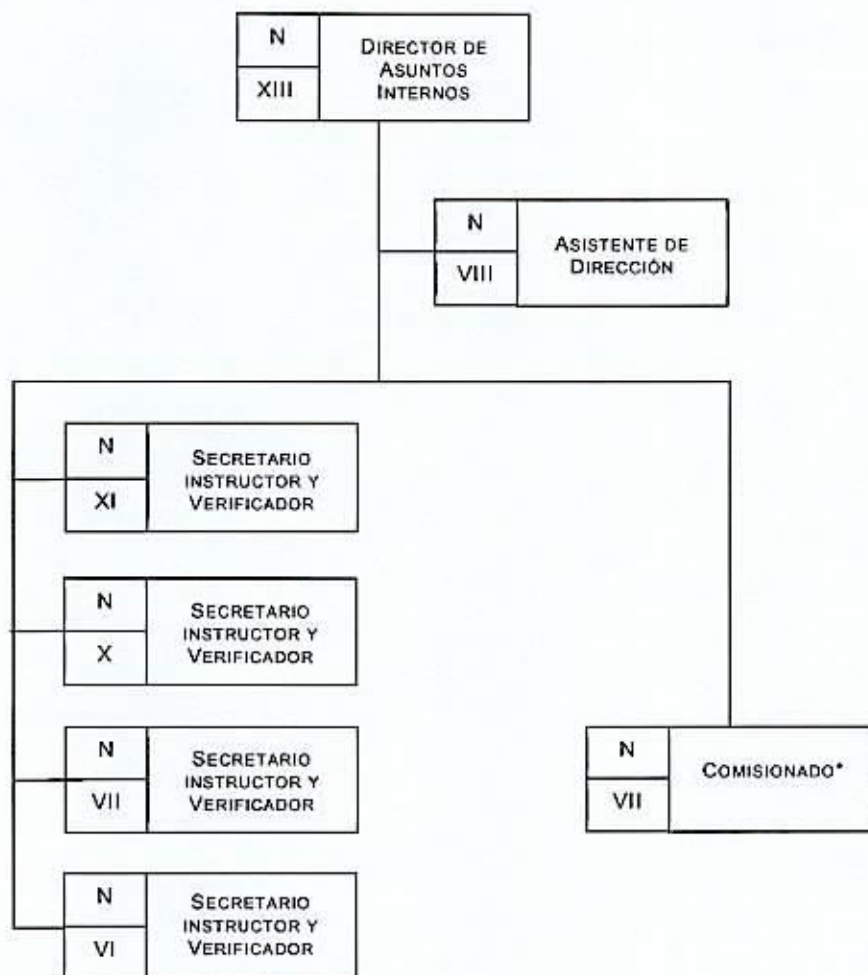 N
XIII
DIRECTOR DE
ASUNTOS
INTERNOS
N
VIII
ASISTENTE DE
DIRECCIÓN
N
XI
SECRETARIO
INSTRUCTOR Y
VERIFICADOR
N
X
SECRETARIO
INSTRUCTOR Y
VERIFICADOR
N
VII
SECRETARIO
INSTRUCTOR Y
VERIFICADOR
N
VII
COMISIONADO*
N
VI
SECRETARIO
INSTRUCTOR Y
VERIFICADOR